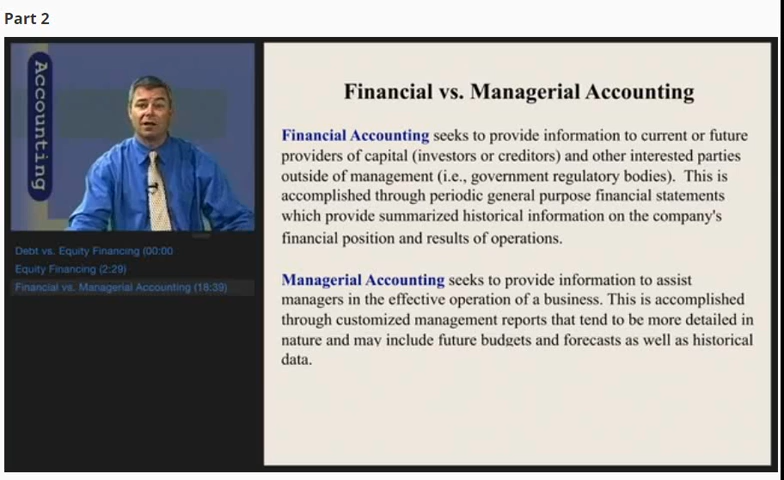 Part 2
Accounting
Debt vs. Equity Financing (00:00
Equity Financing (2:29)
Financial vs. Managerial Accounting (18:39)
Financial vs. Managerial Accounting
Financial Accounting seeks to provide information to current or future
providers of capital (investors or creditors) and other interested parties
outside of management (i.e., government regulatory bodies).  This is
accomplished through periodic general purpose financial statements
which provide summarized historical information on the company's
financial position and results of operations.
Managerial Accounting seeks to provide information to assist
managers in the effective operation of a business. This is accomplished
through customized management reports that tend to be more detailed in
nature and may include future budgets and forecasts as well as historical
data.